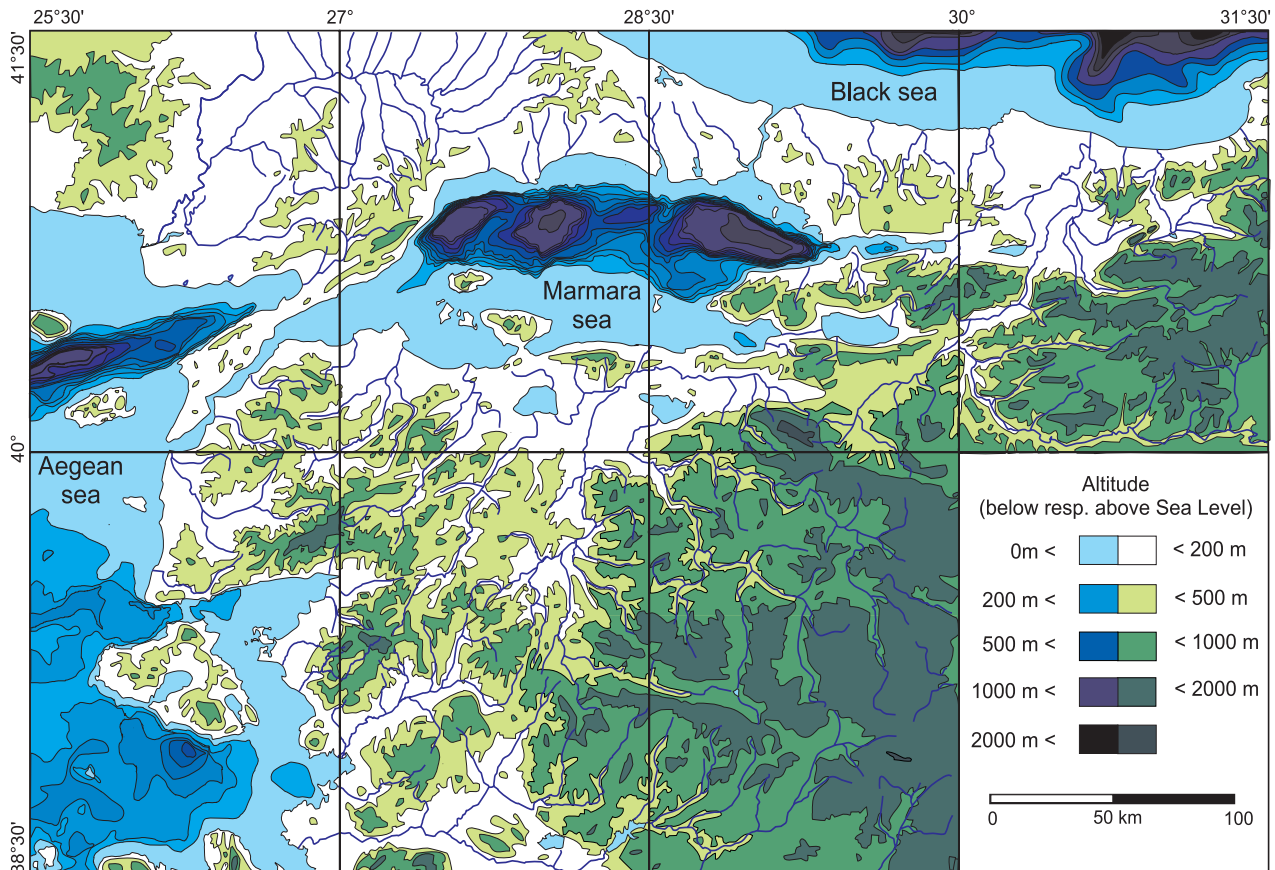 25°30' 27° 28°30' 30° 31°30'
41°30'
Black sea
Marmara
sea
40°
Aegean
sea
Altitude
(below resp. above Sea Level)
0m < < 200 m
200 m < < 500 m
500 m < < 1000 m
1000 m < < 2000 m
2000 m <
0 50 km 100
38°30'